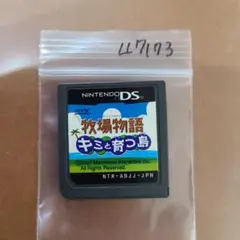 47173
NINTENDO DS
牧場物語
キミと育つ島
©2007 Marvelous Interactive Inc.
All Rights Reserved.
NTR-ABJJ-JPN